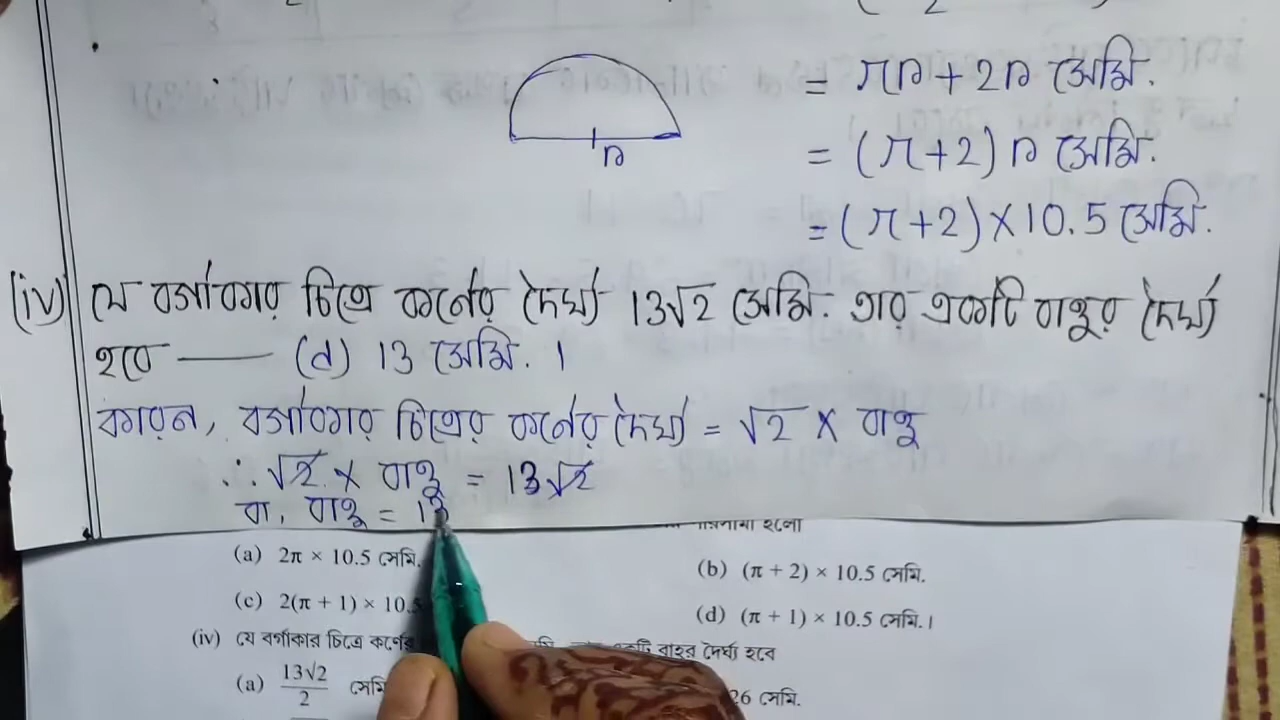 = πr + 2r সেমি.
r
= (π+2) r সেমি.
= (π+2) × 10.5 সেমি.
(iv) যে বর্গাকার চিত্রে কর্নের দৈর্ঘ্য 13√2 সেমি. তার একটি বাহুর দৈর্ঘ্য
হবে —— (d) 13 সেমি. ।
কারন, বর্গাকার চিত্রের কর্নের দৈর্ঘ্য = √2 × বাহু
∴ √2 × বাহু = 13√2
বা, বাহু = 13
হলো
(a) 2π × 10.5 সেমি.
(b) (π + 2) × 10.5 সেমি.
(c) 2(π + 1) × 10.5
(d) (π + 1) × 10.5 সেমি.।
(iv) যে বর্গাকার চিত্রে কর্ণের একটি বাহুর দৈর্ঘ্য হবে
(a) 13√2/2 সেমি 26 সেমি.